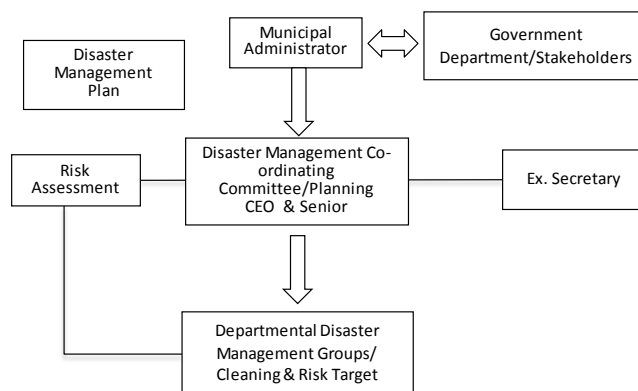 Municipal
Administrator
Government
Department/Stakeholders
Disaster
Management
Plan
Disaster Management Co-
ordinating
Committee/Planning
CEO & Senior
Risk
Assessment
Ex. Secretary
Departmental Disaster
Management Groups/
Cleaning & Risk Target